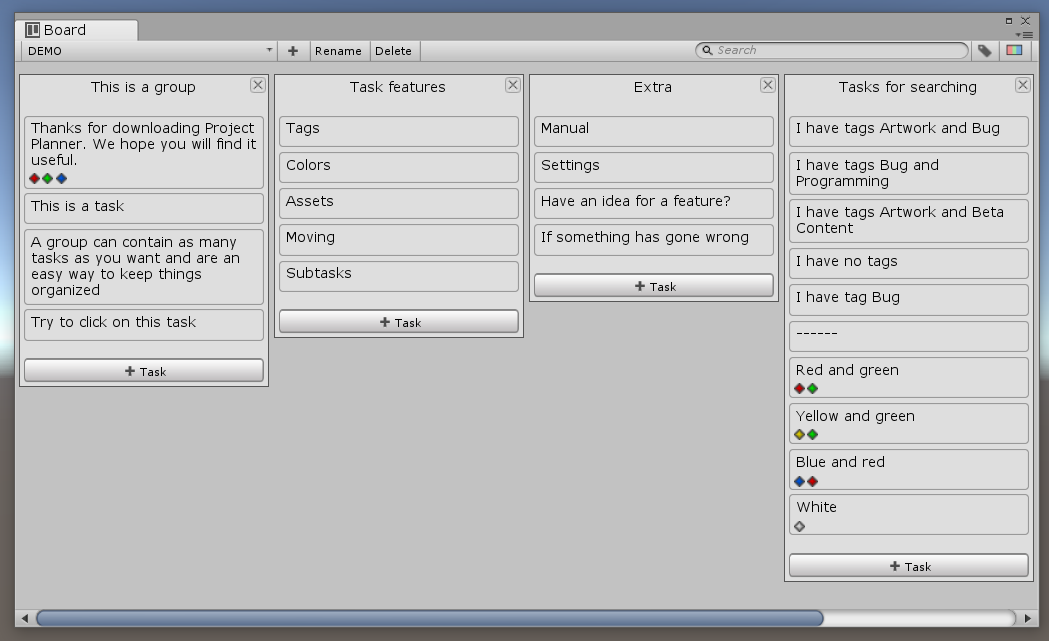 Board
DEMO
Rename
Delete
Search
This is a group
Thanks for downloading Project
Planner. We hope you will find it
useful.
This is a task
A group can contain as many
tasks as you want and are an
easy way to keep things
organized
Try to click on this task
Task
Task features
Tags
Colors
Assets
Moving
Subtasks
Task
Extra
Manual
Settings
Have an idea for a feature?
If something has gone wrong
Task
Tasks for searching
I have tags Artwork and Bug
I have tags Bug and
Programming
I have tags Artwork and Beta
Content
I have no tags
I have tag Bug
------
Red and green
Yellow and green
Blue and red
White
Task